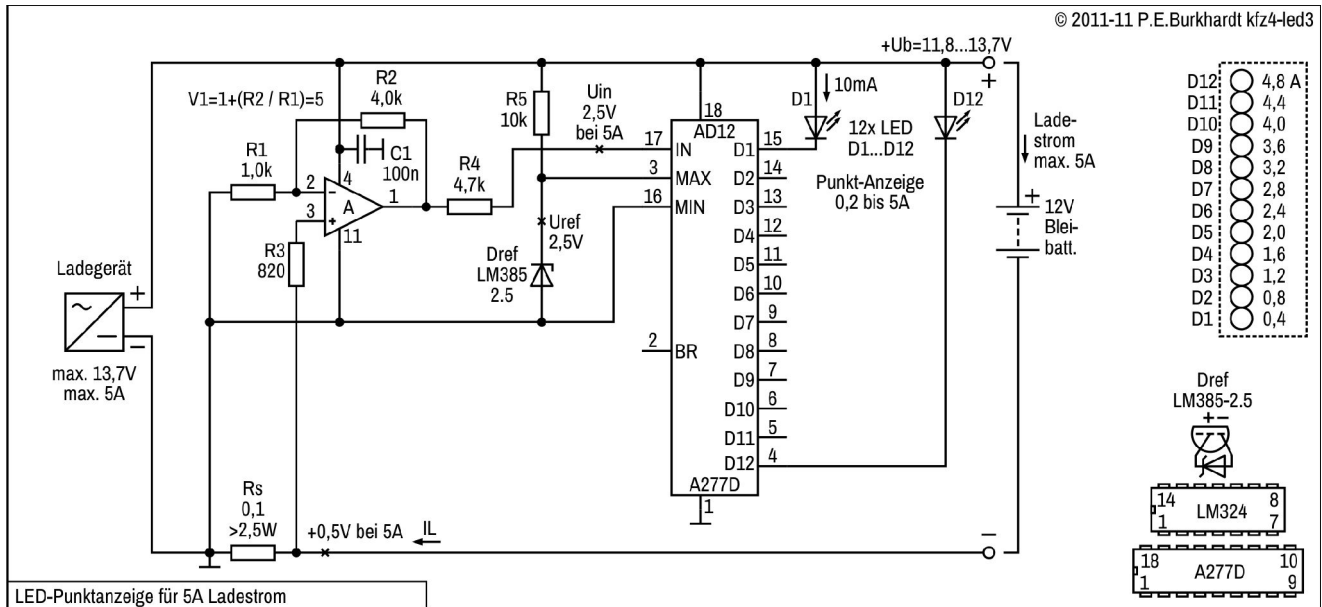 © 2011-11 P.E.Burkhardt kfz4-led3
+Ub=11,8...13,7V
+
V1=1+(R2 / R1)=5
R2
4,0k
C1
100n
R1
1,0k
2
-
3
+
A
4
1
11
R3
820
R4
4,7k
R5
10k
Uin
2,5V
bei 5A
Uref
2,5V
Dref
LM385
2.5
18
AD12
17 IN
3 MAX
16 MIN
2 BR
D1 15
D2 14
D3 13
D4 12
D5 11
D6 10
D7 9
D8 8
D9 7
D10 6
D11 5
D12 4
A277D
1
D1
10mA
12x LED
D1...D12
Punkt-Anzeige
0,2 bis 5A
D12
Lade-
strom
max. 5A
+
12V
Blei-
batt.
–
Ladegerät
+
–
max. 13,7V
max. 5A
Rs
0,1
>2,5W
+0,5V bei 5A
IL
D12 4,8 A
D11 4,4
D10 4,0
D9 3,6
D8 3,2
D7 2,8
D6 2,4
D5 2,0
D4 1,6
D3 1,2
D2 0,8
D1 0,4
Dref
LM385-2.5
+ –
14 8
LM324
1 7
18 10
A277D
1 9
LED-Punktanzeige für 5A Ladestrom